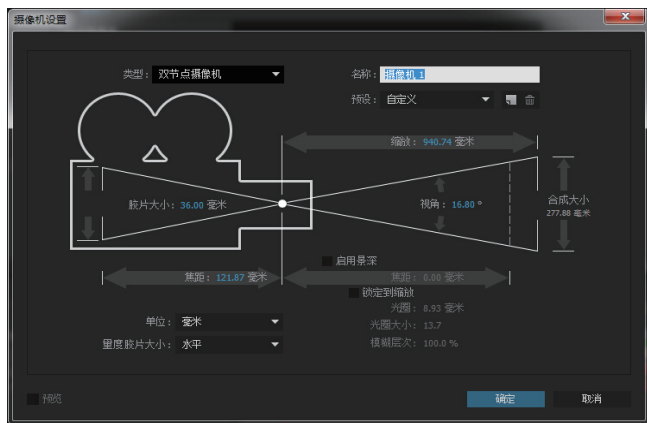 摄像机设置
类型: 双节点摄像机
名称: 摄像机 1
预设: 自定义
缩放: 940.74 毫米
胶片大小: 36.00 毫米
视角: 16.80 °
合成大小
277.88 毫米
启用景深
焦距: 121.87 毫米
焦距: 0.00 毫米
锁定到缩放
光圈: 8.93 毫米
单位: 毫米
光圈大小: 13.7
量度胶片大小: 水平
模糊层次: 100.0 %
预览
确定
取消